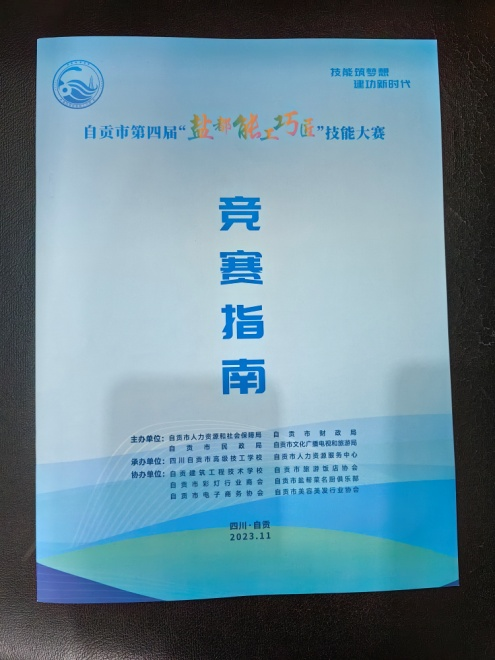 技能筑梦想
建功新时代
自贡市第四届“盐都能工巧匠”技能大赛
竞
赛
指
南
主办单位：自贡市人力资源和社会保障局 自贡市财政局
自贡市民政局 自贡市文化广播电视和旅游局
承办单位：四川自贡市高级技工学校 自贡市人力资源服务中心
协办单位：自贡建筑工程技术学校 自贡市旅游饭店协会
自贡市彩灯行业商会 自贡市盐帮菜名厨俱乐部
自贡市电子商务协会 自贡市美容美发行业协会
四川·自贡
2023.11